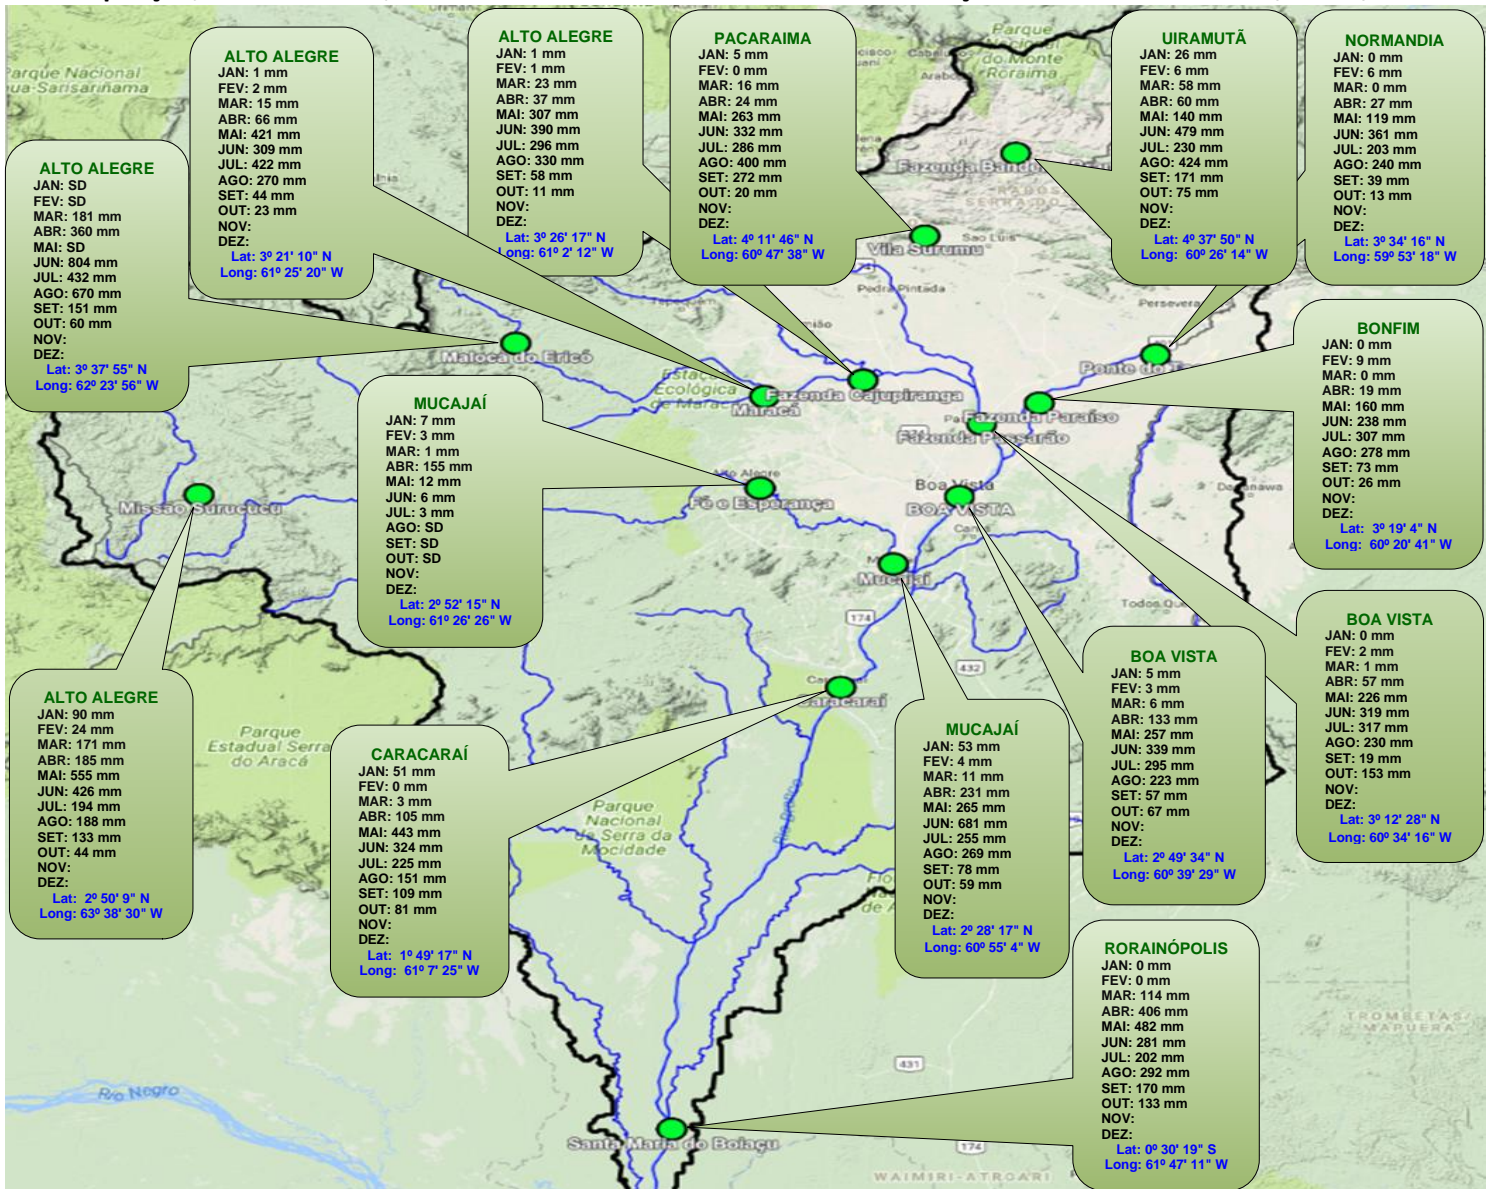 ALTO ALEGRE
JAN: SD
FEV: SD
MAR: 181 mm
ABR: 360 mm
MAI: SD
JUN: 804 mm
JUL: 432 mm
AGO: 670 mm
SET: 151 mm
OUT: 60 mm
NOV:
DEZ:
Lat: 3º 37' 55" N
Long: 62º 23' 56" W
ALTO ALEGRE
JAN: 1 mm
FEV: 2 mm
MAR: 15 mm
ABR: 66 mm
MAI: 421 mm
JUN: 309 mm
JUL: 422 mm
AGO: 270 mm
SET: 44 mm
OUT: 23 mm
NOV:
DEZ:
Lat: 3º 21' 10" N
Long: 61º 25' 20" W
ALTO ALEGRE
JAN: 1 mm
FEV: 1 mm
MAR: 23 mm
ABR: 37 mm
MAI: 307 mm
JUN: 390 mm
JUL: 296 mm
AGO: 330 mm
SET: 58 mm
OUT: 11 mm
NOV:
DEZ:
Lat: 3º 26' 17" N
Long: 61º 2' 12" W
PACARAIMA
JAN: 5 mm
FEV: 0 mm
MAR: 16 mm
ABR: 24 mm
MAI: 263 mm
JUN: 332 mm
JUL: 286 mm
AGO: 400 mm
SET: 272 mm
OUT: 20 mm
NOV:
DEZ:
Lat: 4º 11' 46" N
Long: 60º 47' 38" W
UIRAMUTÃ
JAN: 26 mm
FEV: 6 mm
MAR: 58 mm
ABR: 60 mm
MAI: 140 mm
JUN: 479 mm
JUL: 230 mm
AGO: 424 mm
SET: 171 mm
OUT: 75 mm
NOV:
DEZ:
Lat: 4º 37' 50" N
Long: 60º 26' 14" W
NORMANDIA
JAN: 0 mm
FEV: 6 mm
MAR: 0 mm
ABR: 27 mm
MAI: 119 mm
JUN: 361 mm
JUL: 203 mm
AGO: 240 mm
SET: 39 mm
OUT: 13 mm
NOV:
DEZ:
Lat: 3º 34' 16" N
Long: 59º 53' 18" W
BONFIM
JAN: 0 mm
FEV: 9 mm
MAR: 0 mm
ABR: 19 mm
MAI: 160 mm
JUN: 238 mm
JUL: 307 mm
AGO: 278 mm
SET: 73 mm
OUT: 26 mm
NOV:
DEZ:
Lat: 3º 19' 4" N
Long: 60º 20' 41" W
MUCAJAÍ
JAN: 7 mm
FEV: 3 mm
MAR: 1 mm
ABR: 155 mm
MAI: 12 mm
JUN: 6 mm
JUL: 3 mm
AGO: SD
SET: SD
OUT: SD
NOV:
DEZ:
Lat: 2º 52' 15" N
Long: 61º 26' 26" W
ALTO ALEGRE
JAN: 90 mm
FEV: 24 mm
MAR: 171 mm
ABR: 185 mm
MAI: 555 mm
JUN: 426 mm
JUL: 194 mm
AGO: 188 mm
SET: 133 mm
OUT: 44 mm
NOV:
DEZ:
Lat: 2º 50' 9" N
Long: 63º 38' 30" W
CARACARAÍ
JAN: 51 mm
FEV: 0 mm
MAR: 3 mm
ABR: 105 mm
MAI: 443 mm
JUN: 324 mm
JUL: 225 mm
AGO: 151 mm
SET: 109 mm
OUT: 81 mm
NOV:
DEZ:
Lat: 1º 49' 17" N
Long: 61º 7' 25" W
MUCAJAÍ
JAN: 53 mm
FEV: 4 mm
MAR: 11 mm
ABR: 231 mm
MAI: 265 mm
JUN: 681 mm
JUL: 255 mm
AGO: 269 mm
SET: 78 mm
OUT: 59 mm
NOV:
DEZ:
Lat: 2º 28' 17" N
Long: 60º 55' 4" W
BOA VISTA
JAN: 5 mm
FEV: 3 mm
MAR: 6 mm
ABR: 133 mm
MAI: 257 mm
JUN: 339 mm
JUL: 295 mm
AGO: 223 mm
SET: 57 mm
OUT: 67 mm
NOV:
DEZ:
Lat: 2º 49' 34" N
Long: 60º 39' 29" W
BOA VISTA
JAN: 0 mm
FEV: 2 mm
MAR: 1 mm
ABR: 57 mm
MAI: 226 mm
JUN: 319 mm
JUL: 317 mm
AGO: 230 mm
SET: 19 mm
OUT: 153 mm
NOV:
DEZ:
Lat: 3º 12' 28" N
Long: 60º 34' 16" W
RORAINÓPOLIS
JAN: 0 mm
FEV: 0 mm
MAR: 114 mm
ABR: 406 mm
MAI: 482 mm
JUN: 281 mm
JUL: 202 mm
AGO: 292 mm
SET: 170 mm
OUT: 133 mm
NOV:
DEZ:
Lat: 0º 30' 19" S
Long: 61º 47' 11" W
Parque Nacional
Parque
do Monte
Roraima
Fazenda
Vila Surumu
Sao Luis
Pedra Pintada
Maloca do Ericó
Ecológica
de Maracá
Maracá
Fazenda Cajupiranga
Ponte do
Fazenda Paraíso
Fazenda Passarão
Missão Surucucu
Alto Alegre
Fé e Esperança
Boa Vista
BOA VISTA
Mucajaí
174
432
Caracaraí
Parque
Estadual Serra
do Aracá
Parque
Nacional
da Serra da
Mocidade
Rio Branco
Rio Negro
431
174
Santa Maria do Boiaçu
TROMBETAS/
MAPUERA
WAIMIRI-ATROARI